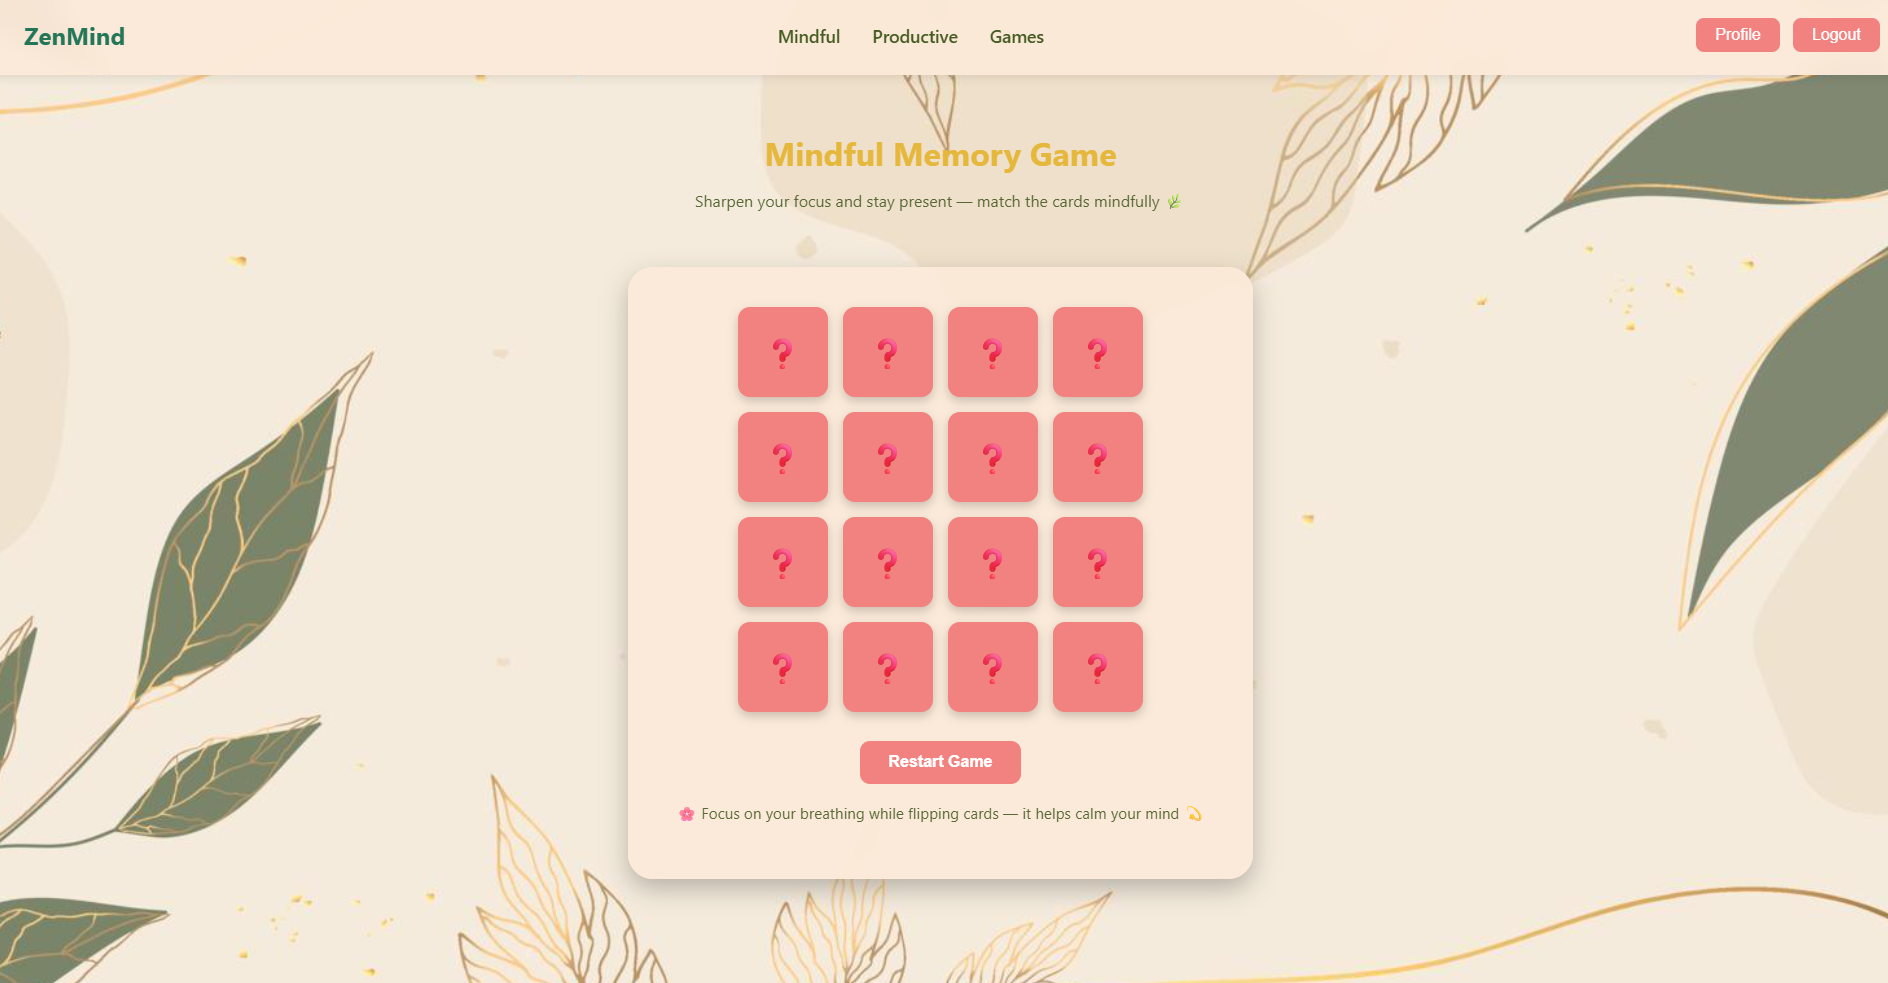 ZenMind
Mindful Productive Games
Profile Logout
Mindful Memory Game
Sharpen your focus and stay present — match the cards mindfully 🌿
❓ ❓ ❓ ❓
❓ ❓ ❓ ❓
❓ ❓ ❓ ❓
❓ ❓ ❓ ❓
Restart Game
🌸 Focus on your breathing while flipping cards — it helps calm your mind 💫